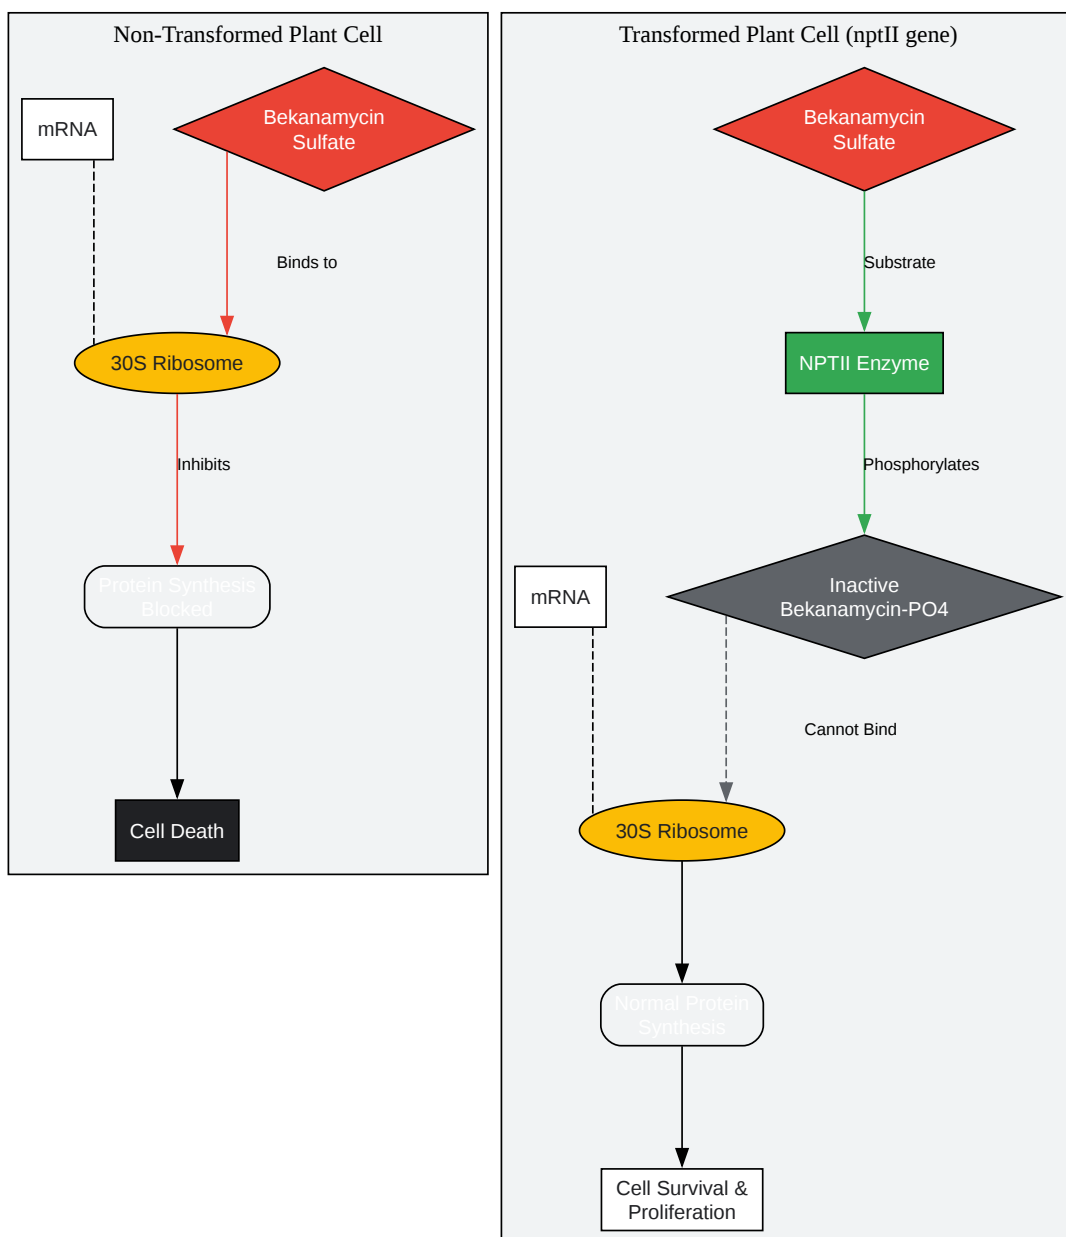 Non-Transformed Plant Cell
mRNA
Bekanamycin
Sulfate
Binds to
30S Ribosome
Inhibits
Protein Synthesis
Blocked
Cell Death
Transformed Plant Cell (nptII gene)
Bekanamycin
Sulfate
Substrate
NPTII Enzyme
Phosphorylates
mRNA
Inactive
Bekanamycin-PO4
Cannot Bind
30S Ribosome
Normal Protein
Synthesis
Cell Survival &
Proliferation